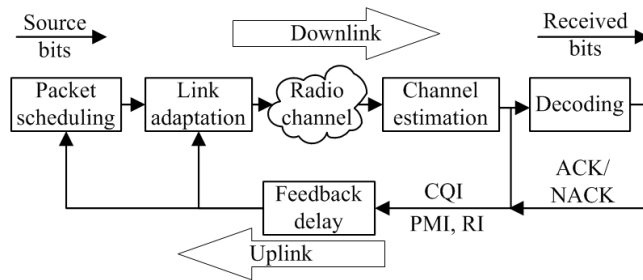 Source
bits
Downlink
Received
bits
Packet
scheduling
Link
adaptation
Radio
channel
Channel
estimation
Decoding
Feedback
delay
CQI
PMI, RI
ACK/
NACK
Uplink